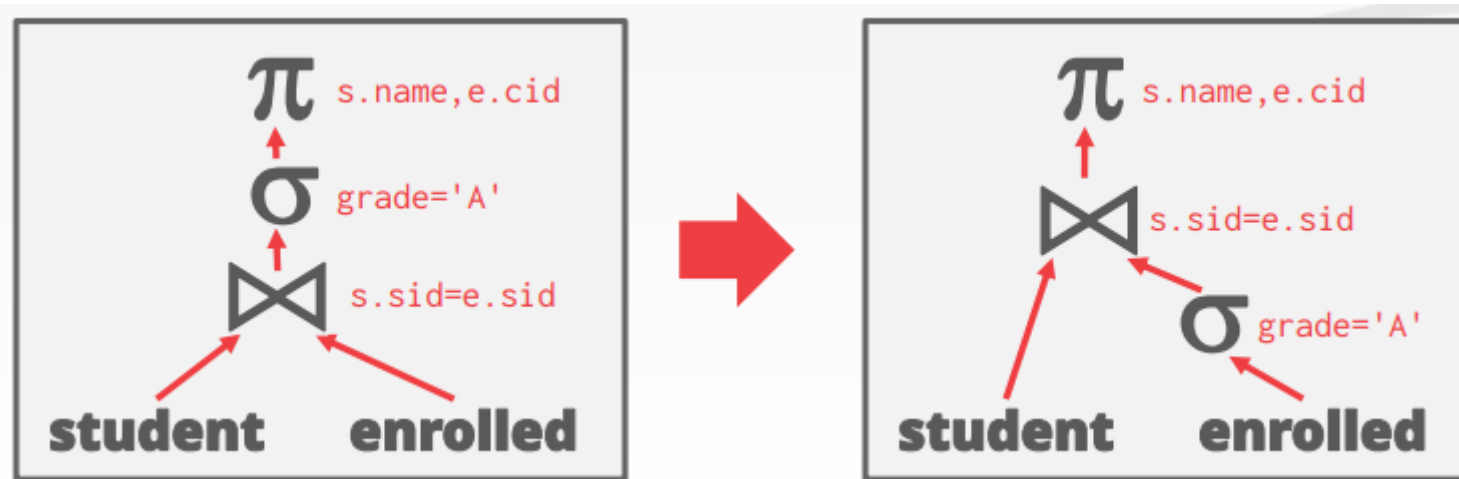 π s.name,e.cid
σ grade='A'
⋈ s.sid=e.sid
student enrolled
π s.name,e.cid
⋈ s.sid=e.sid
σ grade='A'
student enrolled